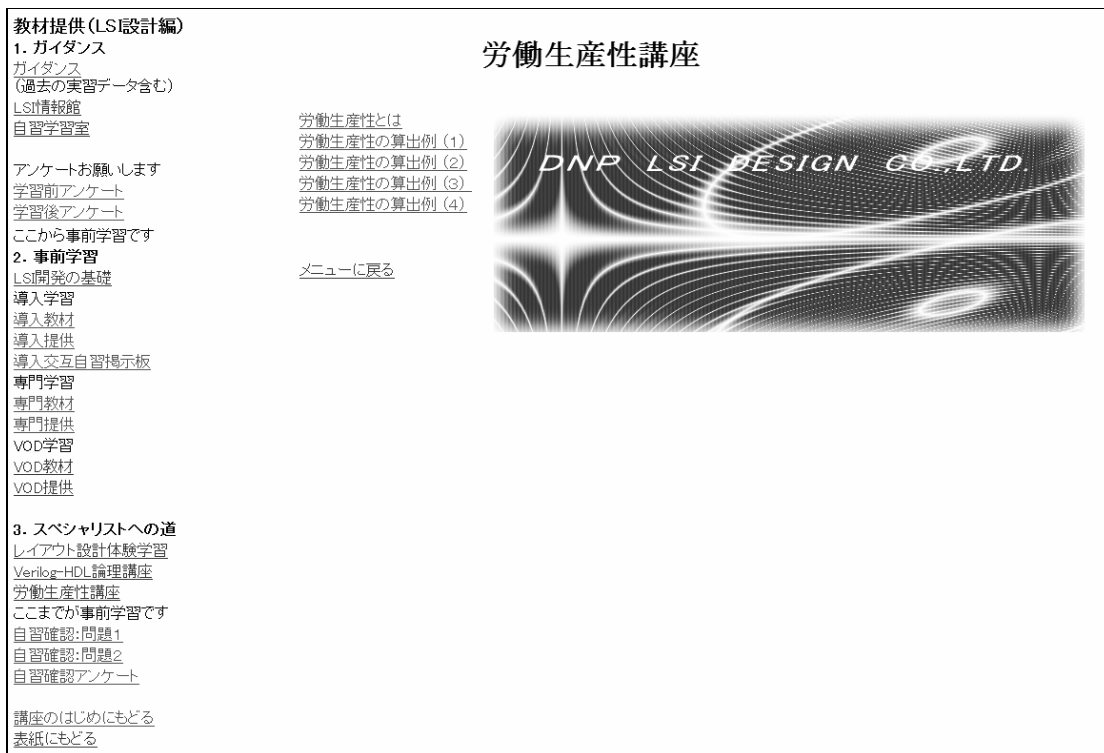 教材提供(LSI設計編)
1. ガイダンス
ガイダンス
(過去の実習データ含む)
LSI情報館
自習学習室
アンケートお願いします
学習前アンケート
学習後アンケート
ここから事前学習です
2. 事前学習
LSI開発の基礎
導入学習
導入教材
導入提供
導入交互自習掲示板
専門学習
専門教材
専門提供
VOD学習
VOD教材
VOD提供
3. スペシャリストへの道
レイアウト設計体験学習
Verilog-HDL論理講座
労働生産性講座
ここまでが事前学習です
自習確認:問題1
自習確認:問題2
自習確認アンケート
講座のはじめにもどる
表紙にもどる
労働生産性講座
労働生産性とは
労働生産性の算出例(1)
労働生産性の算出例(2)
労働生産性の算出例(3)
労働生産性の算出例(4)
メニューに戻る
DNP LSI DESIGN CO.,LTD.